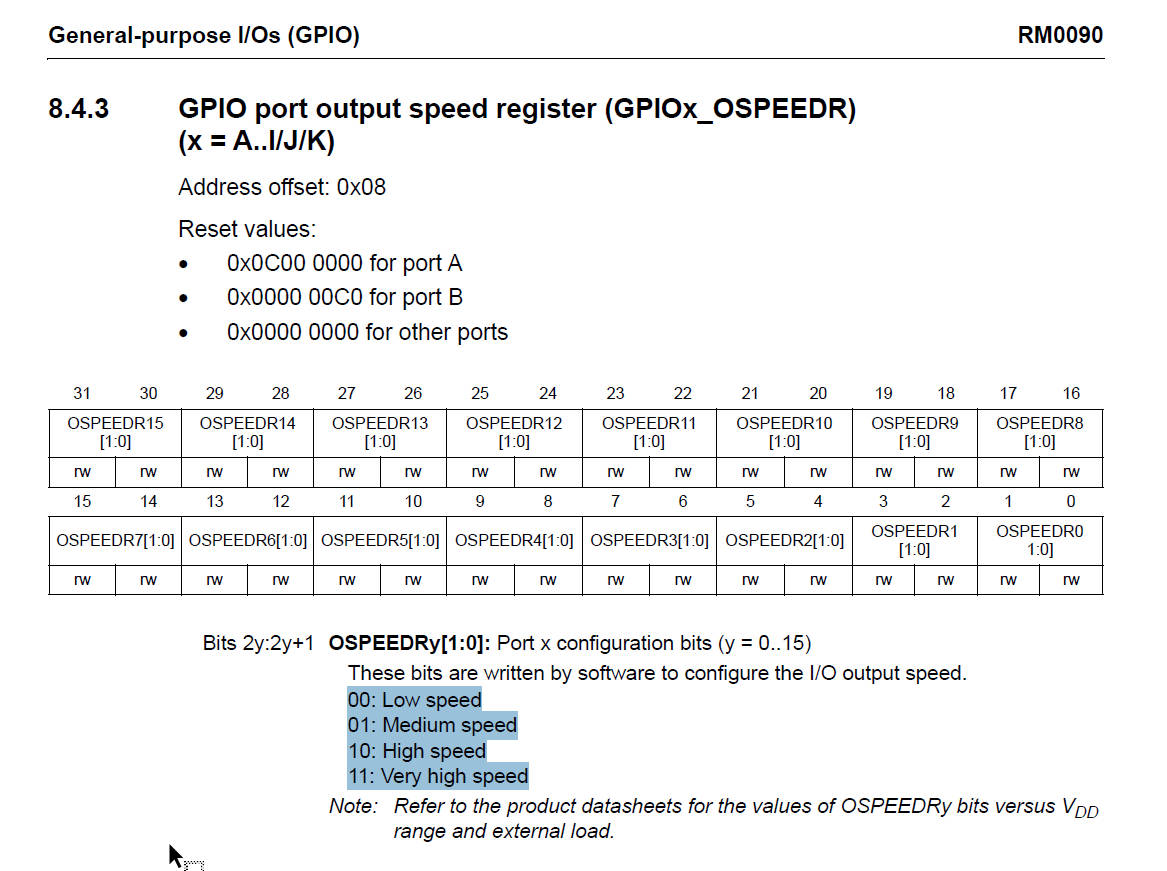 General-purpose I/Os (GPIO) RM0090
8.4.3 GPIO port output speed register (GPIOx_OSPEEDR)
(x = A..I/J/K)
Address offset: 0x08
Reset values:
• 0x0C00 0000 for port A
• 0x0000 00C0 for port B
• 0x0000 0000 for other ports
31 30 29 28 27 26 25 24 23 22 21 20 19 18 17 16
OSPEEDR15 OSPEEDR14 OSPEEDR13 OSPEEDR12 OSPEEDR11 OSPEEDR10 OSPEEDR9 OSPEEDR8
[1:0] [1:0] [1:0] [1:0] [1:0] [1:0] [1:0] [1:0]
rw rw rw rw rw rw rw rw rw rw rw rw rw rw rw rw
15 14 13 12 11 10 9 8 7 6 5 4 3 2 1 0
OSPEEDR7[1:0] OSPEEDR6[1:0] OSPEEDR5[1:0] OSPEEDR4[1:0] OSPEEDR3[1:0] OSPEEDR2[1:0] OSPEEDR1 OSPEEDR0
[1:0] 1:0]
rw rw rw rw rw rw rw rw rw rw rw rw rw rw rw rw
Bits 2y:2y+1 OSPEEDRy[1:0]: Port x configuration bits (y = 0..15)
These bits are written by software to configure the I/O output speed.
00: Low speed
01: Medium speed
10: High speed
11: Very high speed
Note: Refer to the product datasheets for the values of OSPEEDRy bits versus VDD
range and external load.